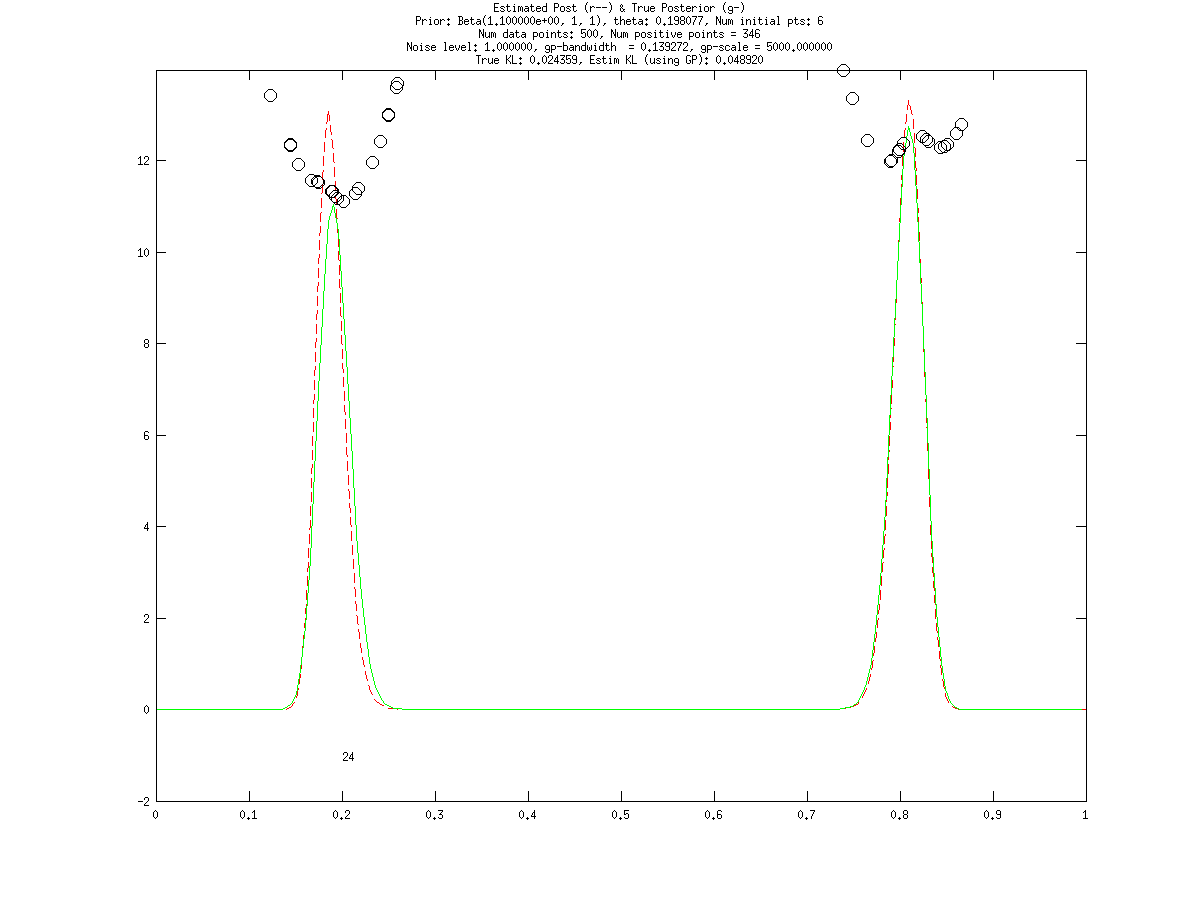 Estimated Post (r--) & True Posterior (g-)
Prior: Beta(1.100000e+00, 1, 1), theta: 0.198077, Num initial pts: 6
Num data points: 500, Num positive points = 346
Noise level: 1.000000, gp-bandwidth  = 0.139272, gp-scale = 5000.000000
True KL: 0.024359, Estim KL (using GP): 0.048920
12
10
8
6
4
2
0
24
-2
0 0.1 0.2 0.3 0.4 0.5 0.6 0.7 0.8 0.9 1